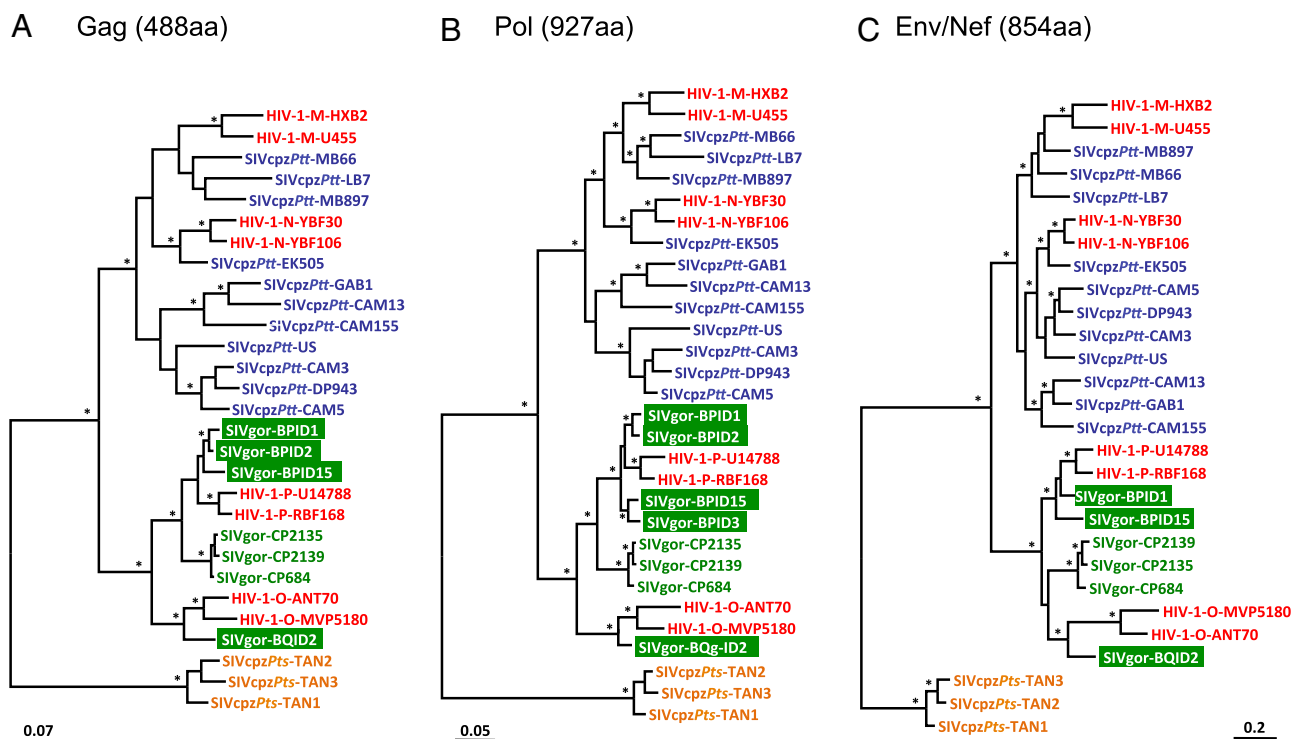 A Gag (488aa)
HIV-1-M-HXB2
HIV-1-M-U455
SIVcpzPtt-MB66
SIVcpzPtt-LB7
SIVcpzPtt-MB897
HIV-1-N-YBF30
HIV-1-N-YBF106
SIVcpzPtt-EK505
SIVcpzPtt-GAB1
SIVcpzPtt-CAM13
SIVcpzPtt-CAM155
SIVcpzPtt-US
SIVcpzPtt-CAM3
SIVcpzPtt-DP943
SIVcpzPtt-CAM5
SIVgor-BPID1
SIVgor-BPID2
SIVgor-BPID15
HIV-1-P-U14788
HIV-1-P-RBF168
SIVgor-CP2135
SIVgor-CP2139
SIVgor-CP684
HIV-1-O-ANT70
HIV-1-O-MVP5180
SIVgor-BQID2
SIVcpzPts-TAN2
SIVcpzPts-TAN3
SIVcpzPts-TAN1
0.07
B Pol (927aa)
HIV-1-M-HXB2
HIV-1-M-U455
SIVcpzPtt-MB66
SIVcpzPtt-LB7
SIVcpzPtt-MB897
HIV-1-N-YBF30
HIV-1-N-YBF106
SIVcpzPtt-EK505
SIVcpzPtt-GAB1
SIVcpzPtt-CAM13
SIVcpzPtt-CAM155
SIVcpzPtt-US
SIVcpzPtt-CAM3
SIVcpzPtt-DP943
SIVcpzPtt-CAM5
SIVgor-BPID1
SIVgor-BPID2
HIV-1-P-U14788
HIV-1-P-RBF168
SIVgor-BPID15
SIVgor-BPID3
SIVgor-CP2135
SIVgor-CP2139
SIVgor-CP684
HIV-1-O-ANT70
HIV-1-O-MVP5180
SIVgor-BQg-ID2
SIVcpzPts-TAN2
SIVcpzPts-TAN3
SIVcpzPts-TAN1
0.05
C Env/Nef (854aa)
HIV-1-M-HXB2
HIV-1-M-U455
SIVcpzPtt-MB897
SIVcpzPtt-MB66
SIVcpzPtt-LB7
HIV-1-N-YBF30
HIV-1-N-YBF106
SIVcpzPtt-EK505
SIVcpzPtt-CAM5
SIVcpzPtt-DP943
SIVcpzPtt-CAM3
SIVcpzPtt-US
SIVcpzPtt-CAM13
SIVcpzPtt-GAB1
SIVcpzPtt-CAM155
HIV-1-P-U14788
HIV-1-P-RBF168
SIVgor-BPID1
SIVgor-BPID15
SIVgor-CP2139
SIVgor-CP2135
SIVgor-CP684
HIV-1-O-MVP5180
HIV-1-O-ANT70
SIVgor-BQID2
SIVcpzPts-TAN3
SIVcpzPts-TAN2
SIVcpzPts-TAN1
0.2